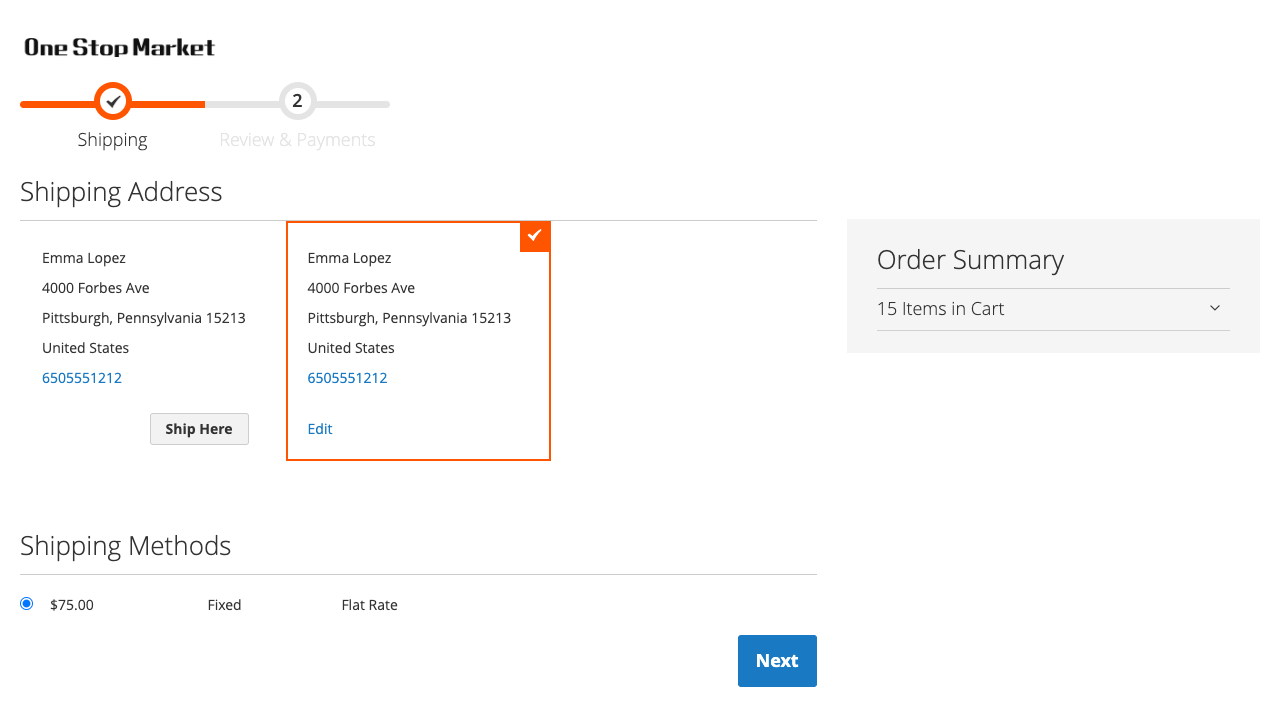 One Stop Market
2
Shipping
Review & Payments
Shipping Address
Emma Lopez
4000 Forbes Ave
Pittsburgh, Pennsylvania 15213
United States
6505551212
Ship Here
Emma Lopez
4000 Forbes Ave
Pittsburgh, Pennsylvania 15213
United States
6505551212
Edit
Order Summary
15 Items in Cart
Shipping Methods
$75.00 Fixed Flat Rate
Next